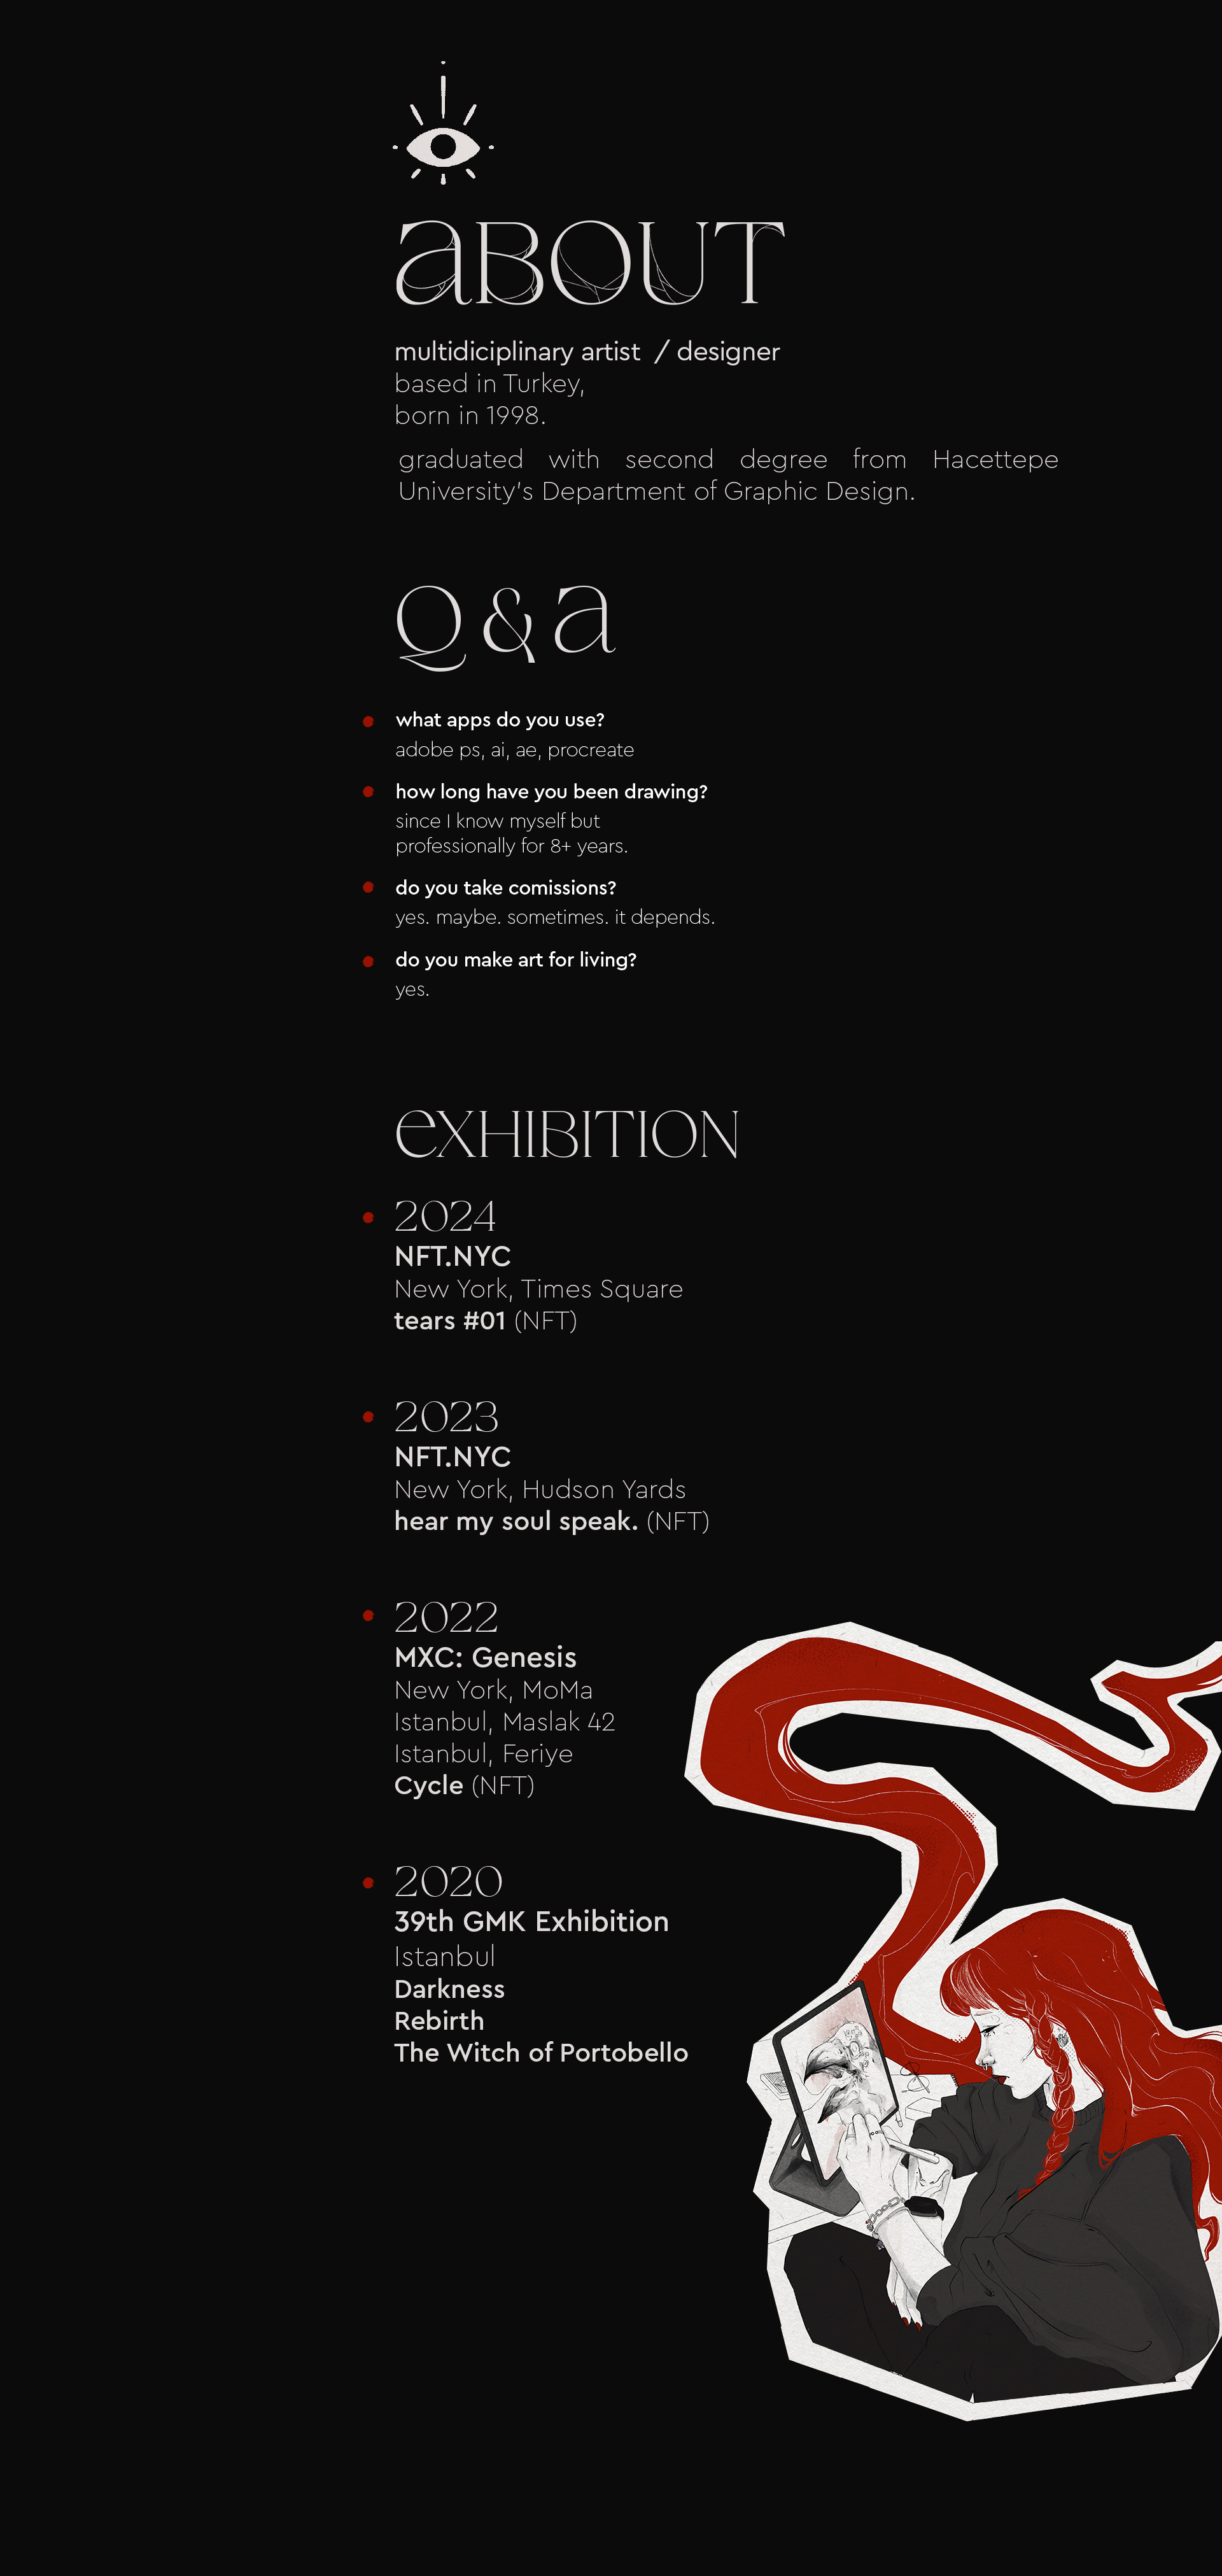 aBOUT
multidiciplinary artist / designer
based in Turkey,
born in 1998.
graduated with second degree from Hacettepe
University's Department of Graphic Design.
Q & a
what apps do you use?
adobe ps, ai, ae, procreate
how long have you been drawing?
since I know myself but
professionally for 8+ years.
do you take comissions?
yes. maybe. sometimes. it depends.
do you make art for living?
yes.
eXHIBITION
2024
NFT.NYC
New York, Times Square
tears #01 (NFT)
2023
NFT.NYC
New York, Hudson Yards
hear my soul speak. (NFT)
2022
MXC: Genesis
New York, MoMa
Istanbul, Maslak 42
Istanbul, Feriye
Cycle (NFT)
2020
39th GMK Exhibition
Istanbul
Darkness
Rebirth
The Witch of Portobello